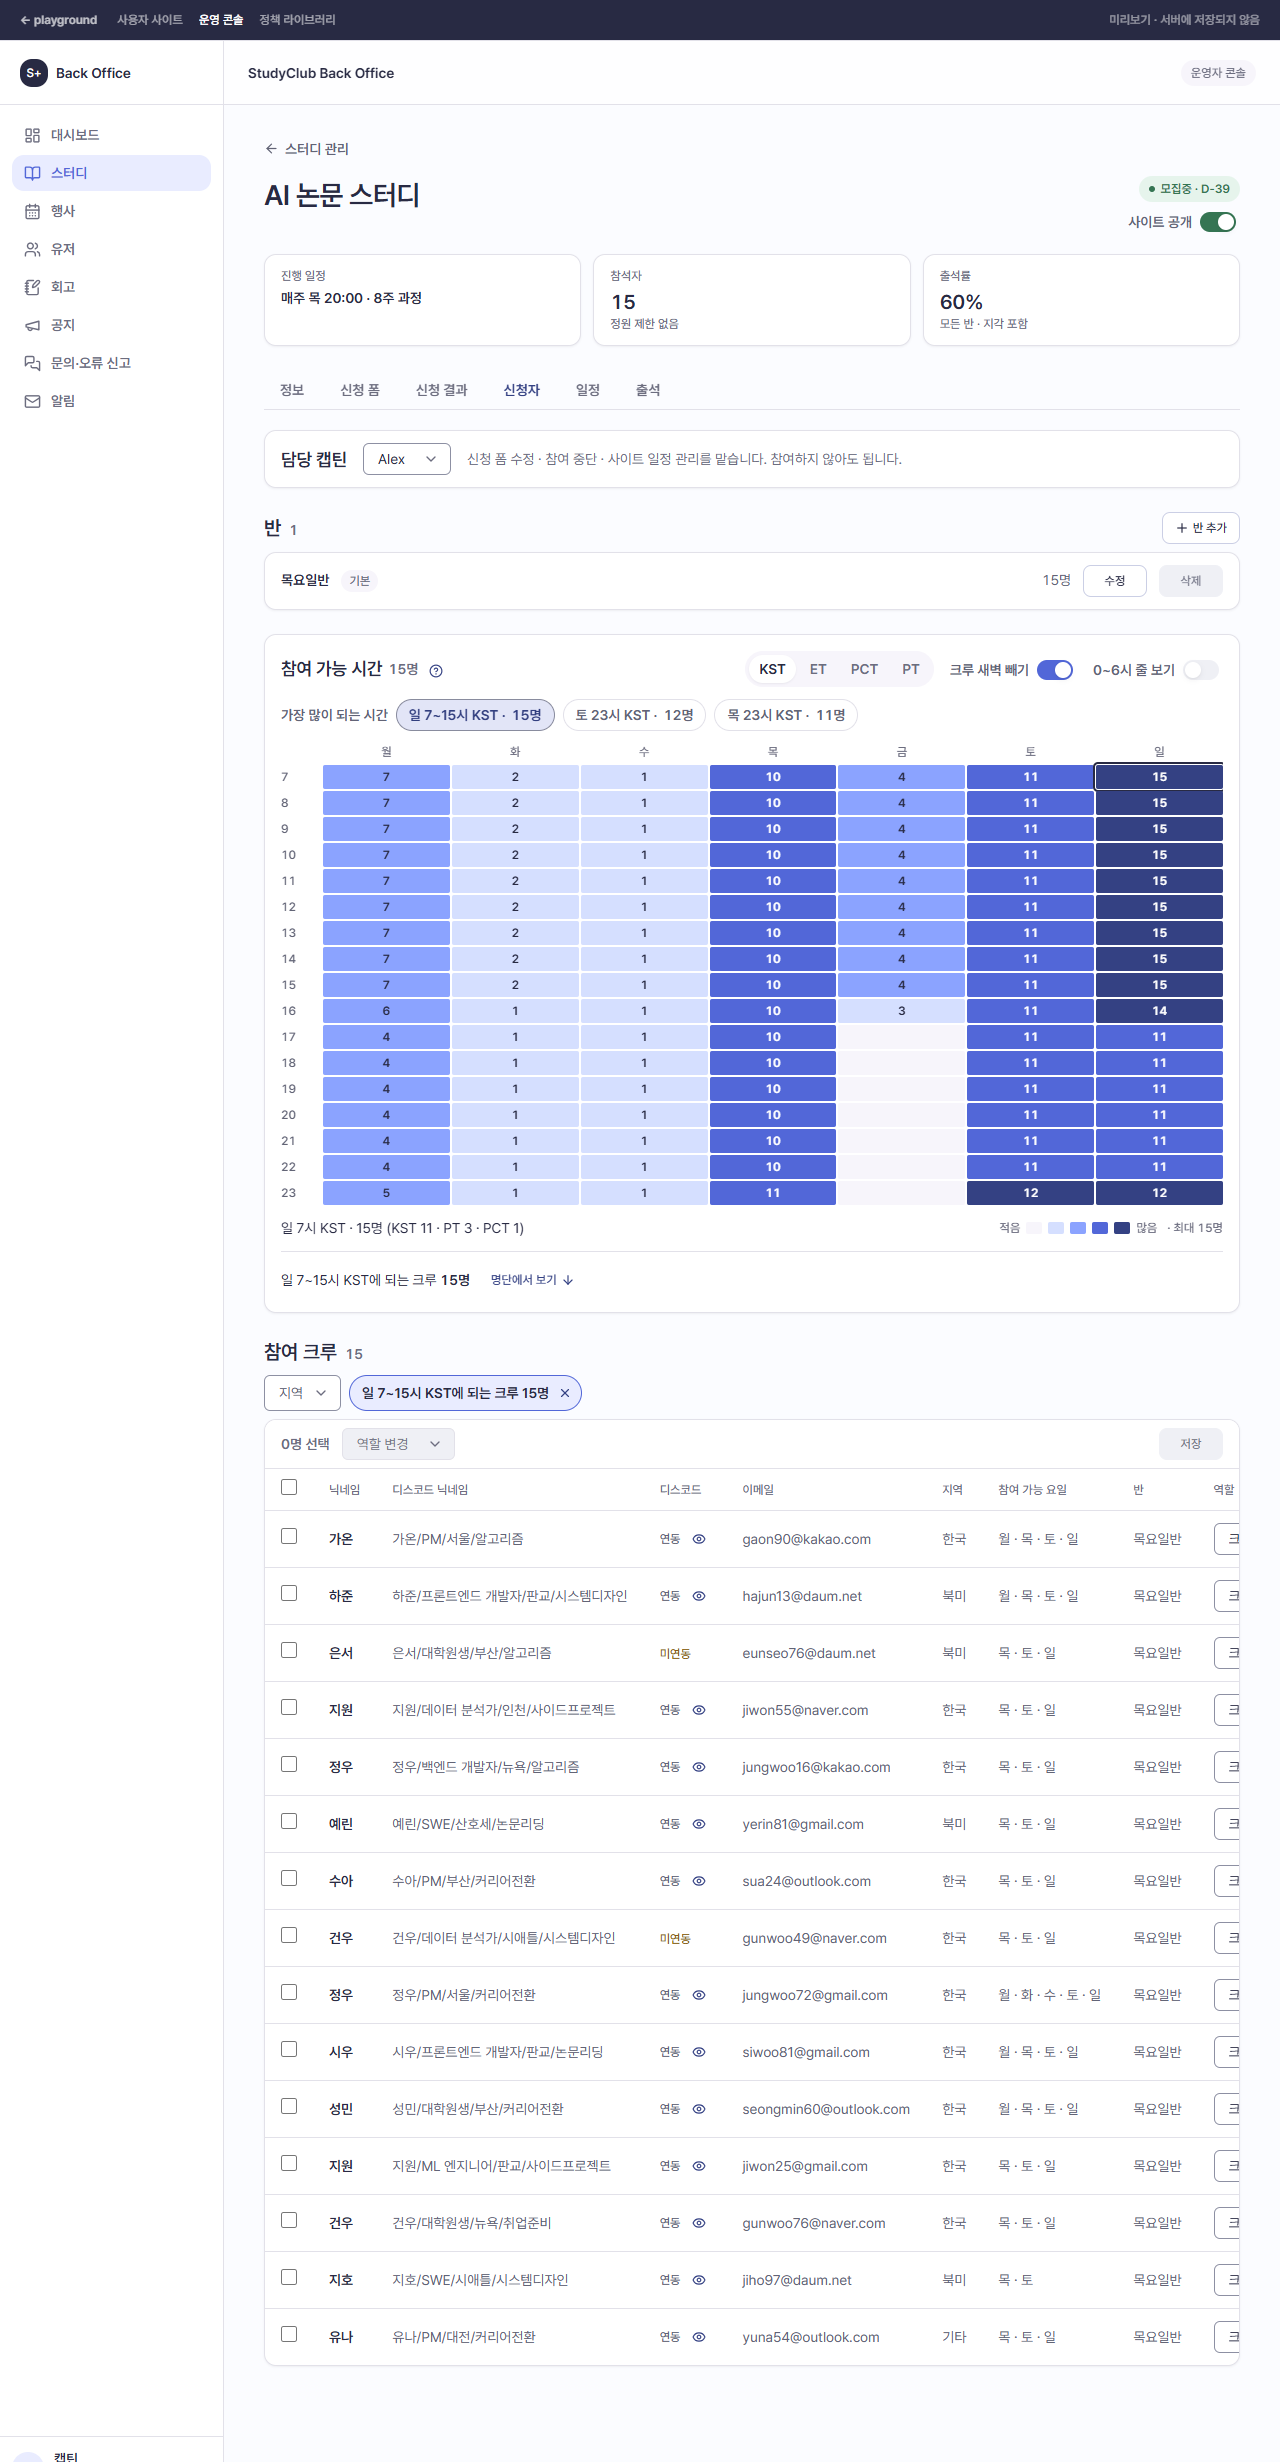 ← playground 사용자 사이트 운영 콘솔 정책 라이브러리 미리보기 · 서버에 저장되지 않음
S+ Back Office
StudyClub Back Office 운영자 콘솔
대시보드
스터디
행사
유저
회고
공지
문의·오류 신고
알림
← 스터디 관리
AI 논문 스터디
모집중 · D-39
사이트 공개
진행 일정
매주 목 20:00 · 8주 과정
참석자
15
정원 제한 없음
출석률
60%
모든 반 · 지각 포함
정보 신청 폼 신청 결과 신청자 일정 출석
담당 캡틴 Alex 신청 폼 수정 · 참여 중단 · 사이트 일정 관리를 맡습니다. 참여하지 않아도 됩니다.
반 1 + 반 추가
목요일반 기본 15명 수정 삭제
참여 가능 시간 15명 KST ET PCT PT 크루 새벽 빼기 0~6시 줄 보기
가장 많이 되는 시간 일 7~15시 KST · 15명 토 23시 KST · 12명 목 23시 KST · 11명
월 화 수 목 금 토 일
7 7 2 1 10 4 11 15
8 7 2 1 10 4 11 15
9 7 2 1 10 4 11 15
10 7 2 1 10 4 11 15
11 7 2 1 10 4 11 15
12 7 2 1 10 4 11 15
13 7 2 1 10 4 11 15
14 7 2 1 10 4 11 15
15 7 2 1 10 4 11 15
16 6 1 1 10 3 11 14
17 4 1 1 10 11 11
18 4 1 1 10 11 11
19 4 1 1 10 11 11
20 4 1 1 10 11 11
21 4 1 1 10 11 11
22 4 1 1 10 11 11
23 5 1 1 11 12 12
일 7시 KST · 15명 (KST 11 · PT 3 · PCT 1) 적음 많음 · 최대 15명
일 7~15시 KST에 되는 크루 15명 명단에서 보기 ↓
참여 크루 15
지역 일 7~15시 KST에 되는 크루 15명 ×
0명 선택 역할 변경 저장
닉네임 디스코드 닉네임 디스코드 이메일 지역 참여 가능 요일 반 역할
가온 가온/PM/서울/알고리즘 연동 gaon90@kakao.com 한국 월 · 목 · 토 · 일 목요일반 크
하준 하준/프론트엔드 개발자/판교/시스템디자인 연동 hajun13@daum.net 북미 월 · 목 · 토 · 일 목요일반 크
은서 은서/대학원생/부산/알고리즘 미연동 eunseo76@daum.net 북미 목 · 토 · 일 목요일반 크
지원 지원/데이터 분석가/인천/사이드프로젝트 연동 jiwon55@naver.com 한국 목 · 토 · 일 목요일반 크
정우 정우/백엔드 개발자/뉴욕/알고리즘 연동 jungwoo16@kakao.com 한국 목 · 토 · 일 목요일반 크
예린 예린/SWE/산호세/논문리딩 연동 yerin81@gmail.com 북미 목 · 토 · 일 목요일반 크
수아 수아/PM/부산/커리어전환 연동 sua24@outlook.com 한국 목 · 토 · 일 목요일반 크
건우 건우/데이터 분석가/시애틀/시스템디자인 미연동 gunwoo49@naver.com 한국 목 · 토 · 일 목요일반 크
정우 정우/PM/서울/커리어전환 연동 jungwoo72@gmail.com 한국 월 · 화 · 수 · 토 · 일 목요일반 크
시우 시우/프론트엔드 개발자/판교/논문리딩 연동 siwoo81@gmail.com 한국 월 · 목 · 토 · 일 목요일반 크
성민 성민/대학원생/부산/커리어전환 연동 seongmin60@outlook.com 한국 월 · 목 · 토 · 일 목요일반 크
지원 지원/ML 엔지니어/판교/사이드프로젝트 연동 jiwon25@gmail.com 한국 목 · 토 · 일 목요일반 크
건우 건우/대학원생/뉴욕/취업준비 연동 gunwoo76@naver.com 한국 목 · 토 · 일 목요일반 크
지호 지호/SWE/시애틀/시스템디자인 연동 jiho97@daum.net 북미 목 · 토 목요일반 크
유나 유나/PM/대전/커리어전환 연동 yuna54@outlook.com 기타 목 · 토 · 일 목요일반 크
캡틴